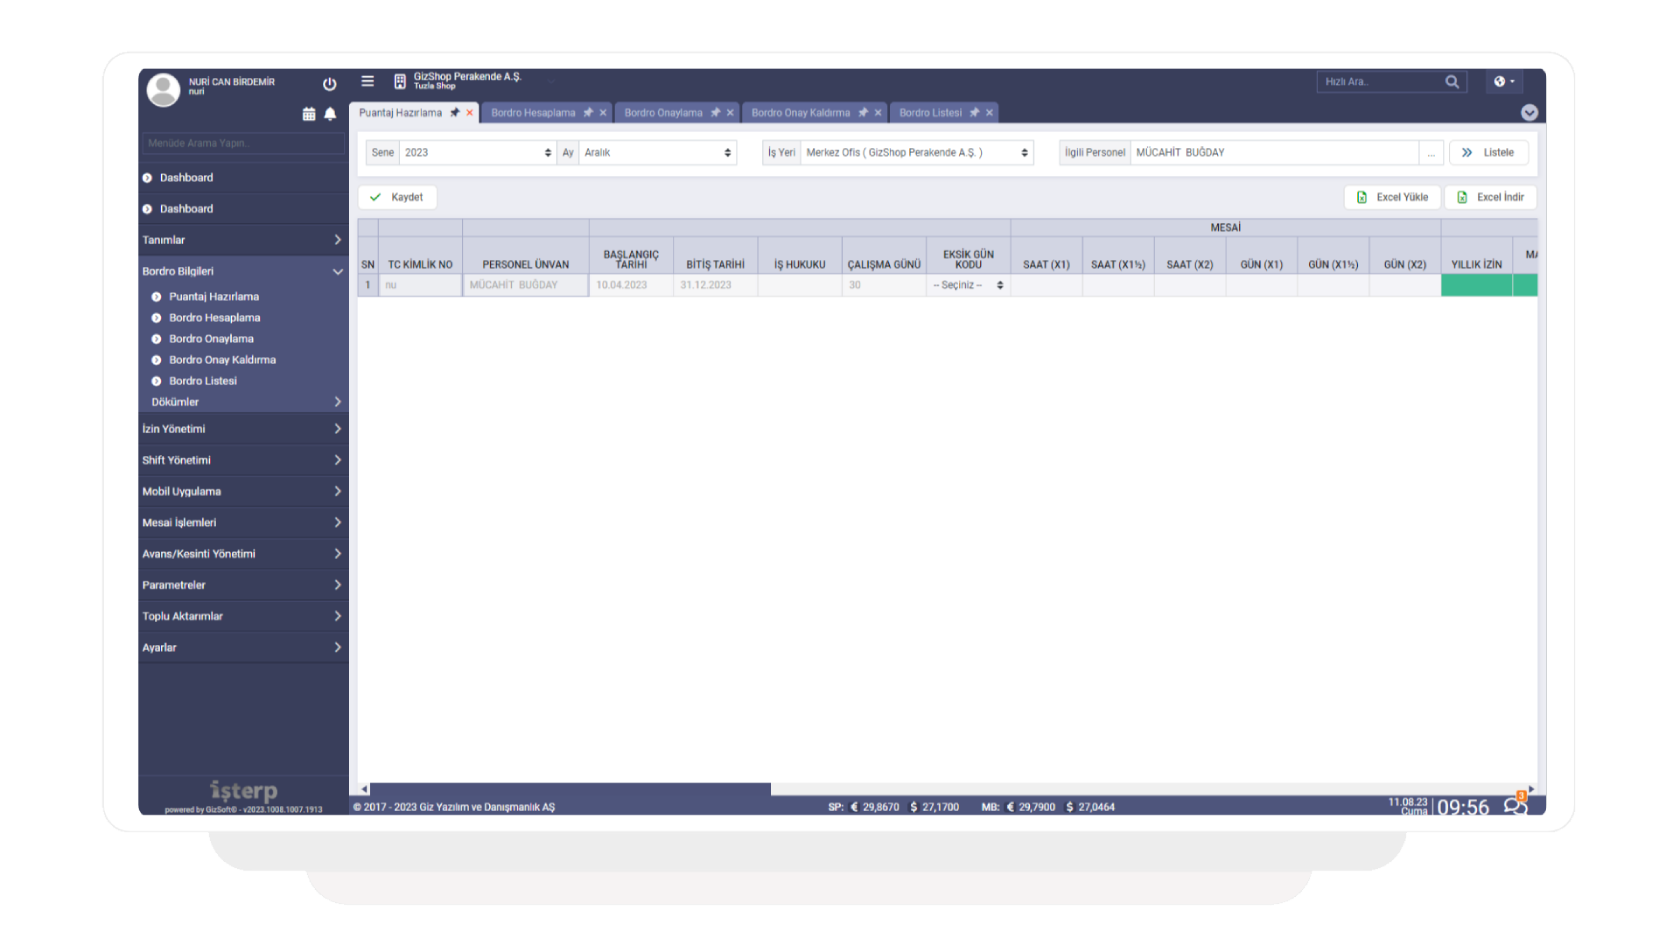 NURİ CAN BİRDEMİR
nuri
GizShop Perakende A.Ş.
Tuzla Shop
Hızlı Ara..
Menüde Arama Yapın..
Dashboard
Dashboard
Tanımlar
Bordro Bilgileri
Puantaj Hazırlama
Bordro Hesaplama
Bordro Onaylama
Bordro Onay Kaldırma
Bordro Listesi
Dökümler
İzin Yönetimi
Shift Yönetimi
Mobil Uygulama
Mesai İşlemleri
Avans/Kesinti Yönetimi
Parametreler
Toplu Aktarımlar
Ayarlar
işterp
powered by GizSoft® - v2023.1008.1007.1913
Puantaj Hazırlama × Bordro Hesaplama × Bordro Onaylama × Bordro Onay Kaldırma × Bordro Listesi ×
Sene 2023 Ay Aralık İş Yeri Merkez Ofis ( GizShop Perakende A.Ş. ) İlgili Personel MÜCAHİT BUĞDAY ... Listele
Kaydet Excel Yükle Excel İndir
MESAİ
SN TC KİMLİK NO PERSONEL ÜNVAN BAŞLANGIÇ TARİHİ BİTİŞ TARİHİ İŞ HUKUKU ÇALIŞMA GÜNÜ EKSİK GÜN KODU SAAT (X1) SAAT (X1½) SAAT (X2) GÜN (X1) GÜN (X1½) GÜN (X2) YILLIK İZİN
1 nu MÜCAHİT BUĞDAY 10.04.2023 31.12.2023 30 -- Seçiniz --
© 2017 - 2023 Giz Yazılım ve Danışmanlık AŞ SP: € 29,8670 $ 27,1700 MB: € 29,7900 $ 27,0464
11.08.23
Cuma
09:56
3